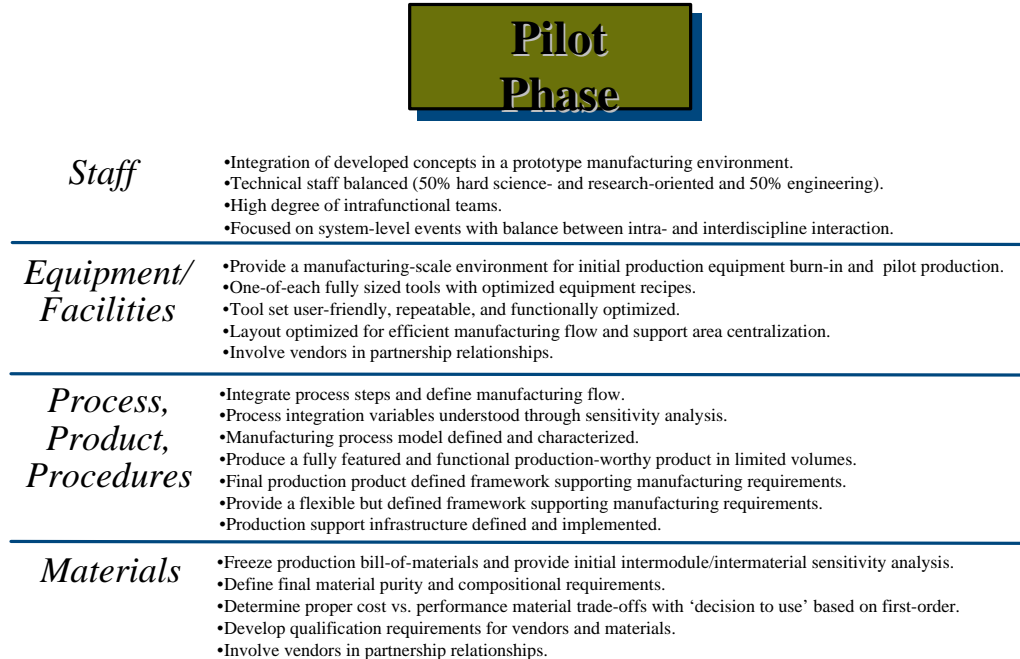 Pilot
Phase
Staff
•Integration of developed concepts in a prototype manufacturing environment.
•Technical staff balanced (50% hard science- and research-oriented and 50% engineering).
•High degree of intrafunctional teams.
•Focused on system-level events with balance between intra- and interdiscipline interaction.
Equipment/
Facilities
•Provide a manufacturing-scale environment for initial production equipment burn-in and  pilot production.
•One-of-each fully sized tools with optimized equipment recipes.
•Tool set user-friendly, repeatable, and functionally optimized.
•Layout optimized for efficient manufacturing flow and support area centralization.
•Involve vendors in partnership relationships.
Process,
Product,
Procedures
•Integrate process steps and define manufacturing flow.
•Process integration variables understood through sensitivity analysis.
•Manufacturing process model defined and characterized.
•Produce a fully featured and functional production-worthy product in limited volumes.
•Final production product defined framework supporting manufacturing requirements.
•Provide a flexible but defined framework supporting manufacturing requirements.
•Production support infrastructure defined and implemented.
Materials
•Freeze production bill-of-materials and provide initial intermodule/intermaterial sensitivity analysis.
•Define final material purity and compositional requirements.
•Determine proper cost vs. performance material trade-offs with ‘decision to use’ based on first-order.
•Develop qualification requirements for vendors and materials.
•Involve vendors in partnership relationships.